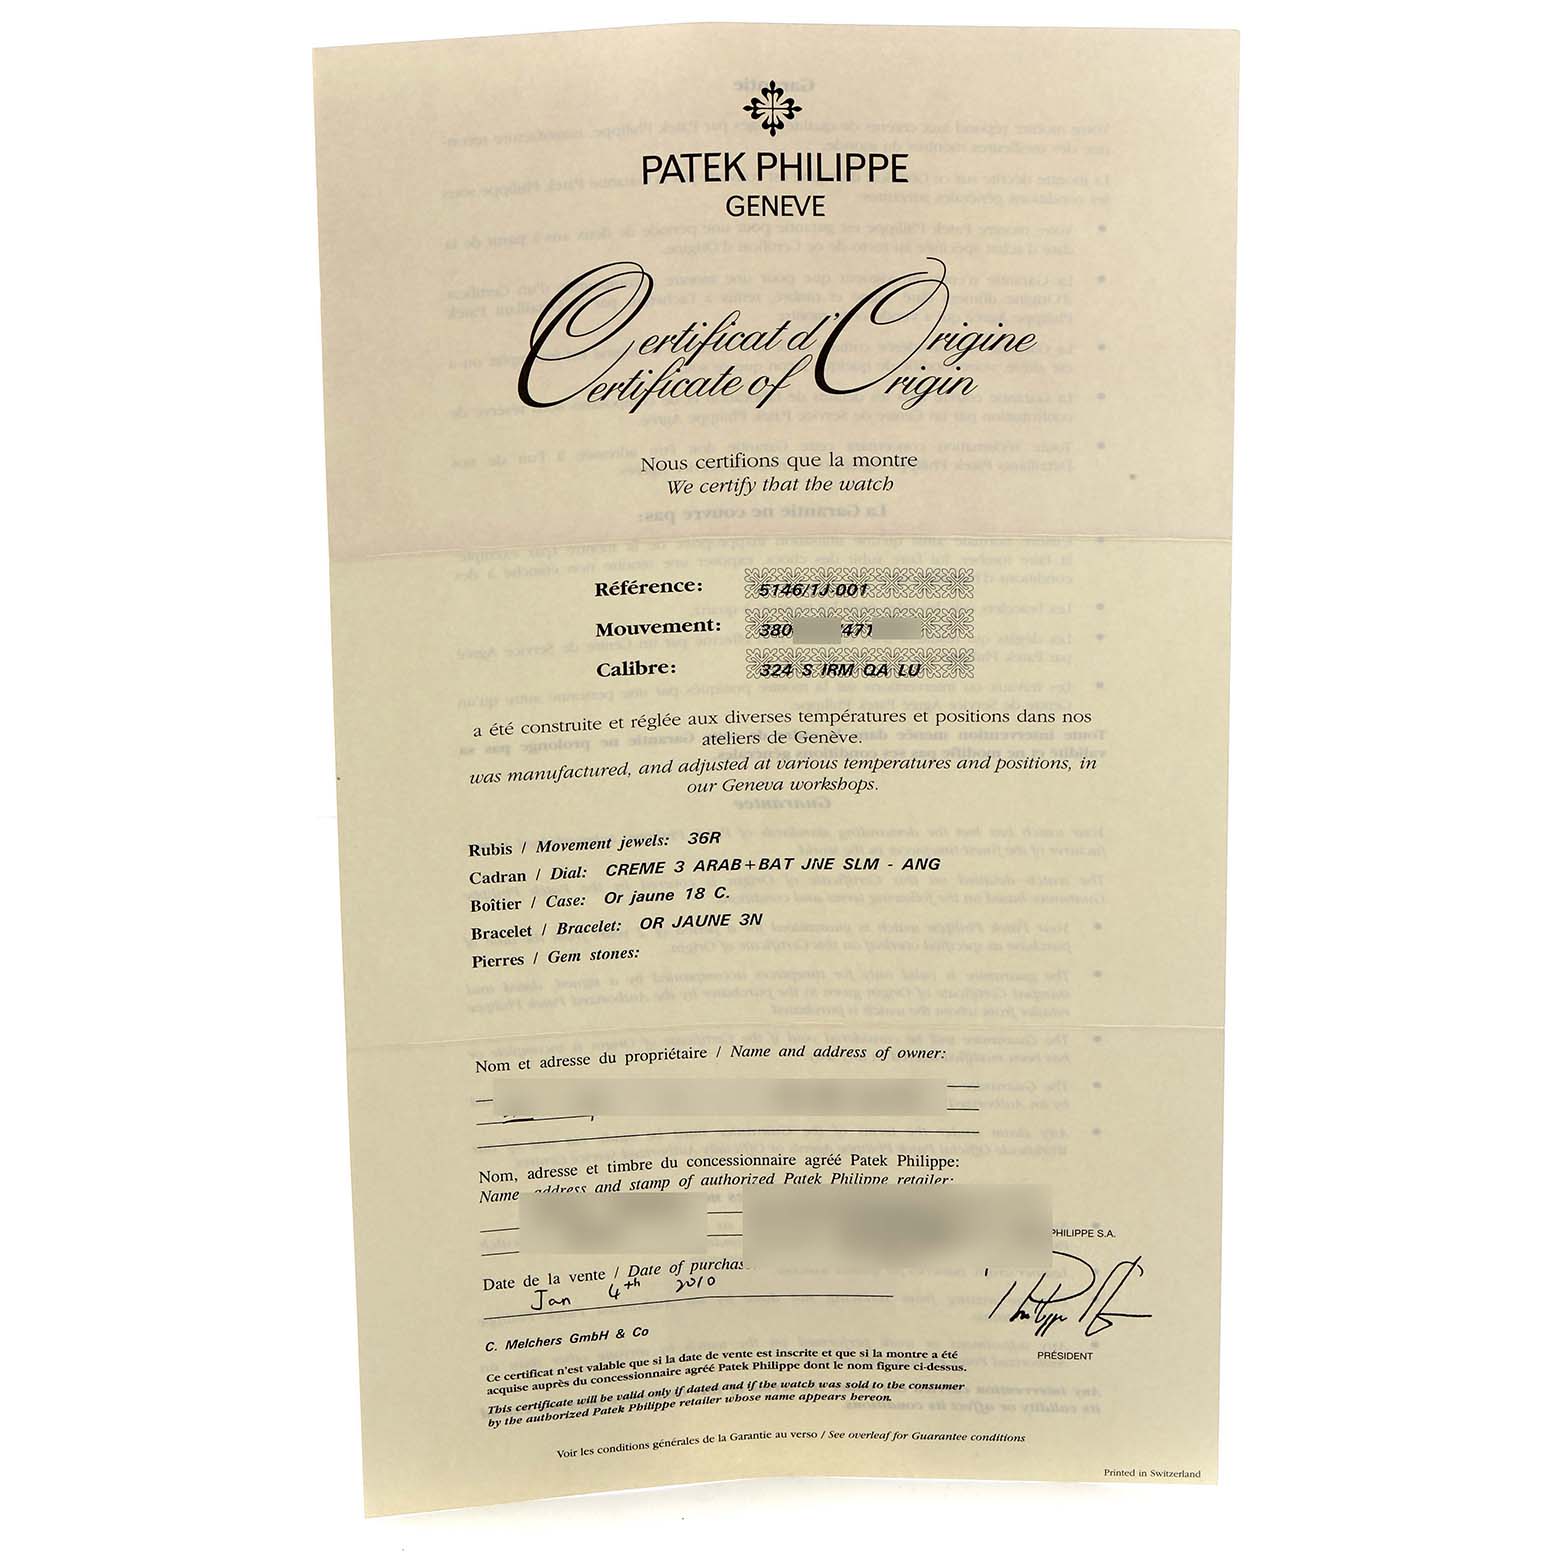 PATEK PHILIPPE
GENEVE
Certificat d'Origine
Certificate of Origin
Nous certifions que la montre
We certify that the watch
Référence: 5146/1J-001
Mouvement: 380 /471
Calibre: 324 S IRM QA LU
a été construite et réglée aux diverses températures et positions dans nos
ateliers de Genève.
was manufactured, and adjusted at various temperatures and positions, in
our Geneva workshops.
Rubis / Movement jewels: 36R
Cadran / Dial: CREME 3 ARAB+BAT JNE SLM - ANG
Boîtier / Case: Or jaune 18 C.
Bracelet / Bracelet: OR JAUNE 3N
Pierres / Gem stones:
Nom et adresse du propriétaire / Name and address of owner:
Nom, adresse et timbre du concessionnaire agréé Patek Philippe:
Name address and stamp of authorized Patek Philippe retailer:
PHILIPPE S.A.
Date de la vente / Date of purchas
Jan 4th 2010
PRÉSIDENT
C. Melchers GmbH & Co
Ce certificat n'est valable que si la date de vente est inscrite et que si la montre a été
acquise auprès du concessionnaire agréé Patek Philippe dont le nom figure ci-dessus.
This certificate will be valid only if dated and if the watch was sold to the consumer
by the authorized Patek Philippe retailer whose name appears hereon.
Voir les conditions générales de la Garantie au verso / See overleaf for Guarantee conditions
Printed in Switzerland